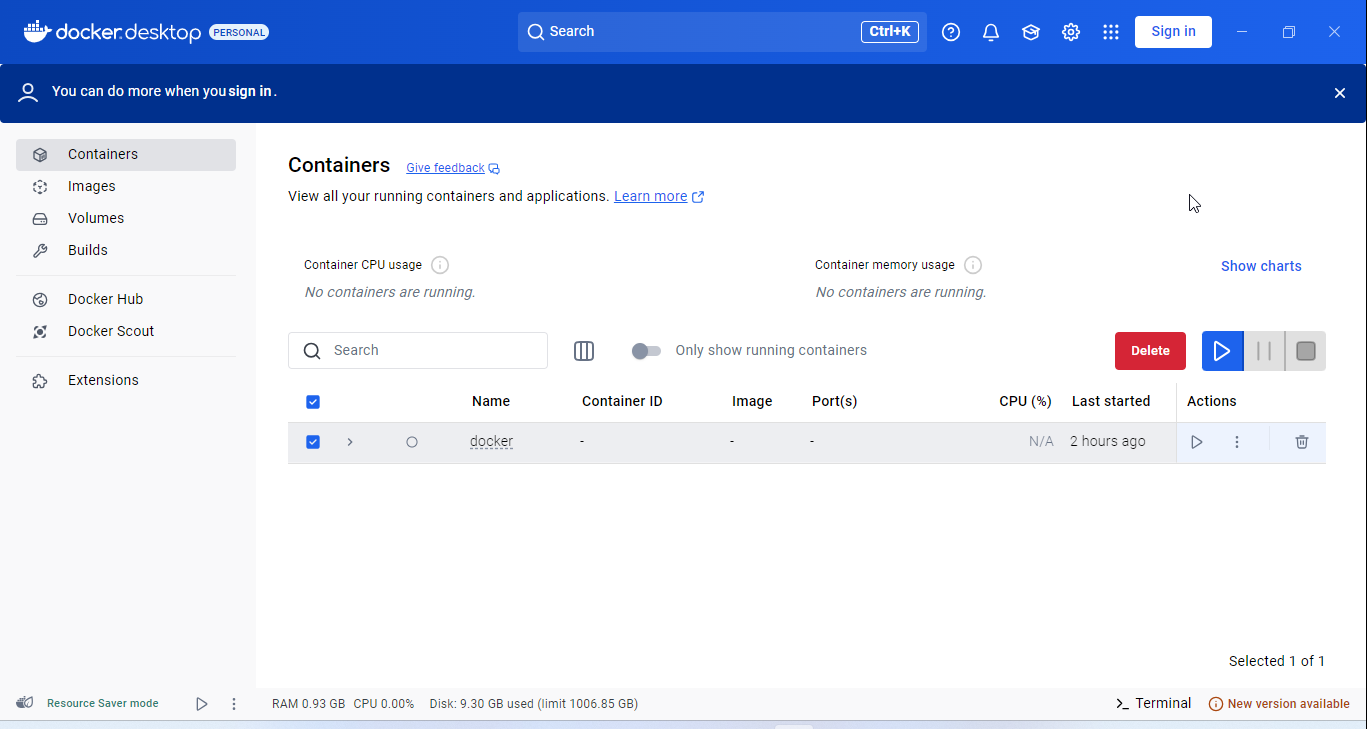 docker.desktop PERSONAL Search Ctrl+K Sign in
You can do more when you sign in.
Containers
Images
Volumes
Builds
Docker Hub
Docker Scout
Extensions
Containers Give feedback
View all your running containers and applications. Learn more
Container CPU usage Container memory usage Show charts
No containers are running. No containers are running.
Search Only show running containers Delete
Name Container ID Image Port(s) CPU (%) Last started Actions
docker - - - N/A 2 hours ago
Selected 1 of 1
Resource Saver mode RAM 0.93 GB CPU 0.00% Disk: 9.30 GB used (limit 1006.85 GB) Terminal New version available